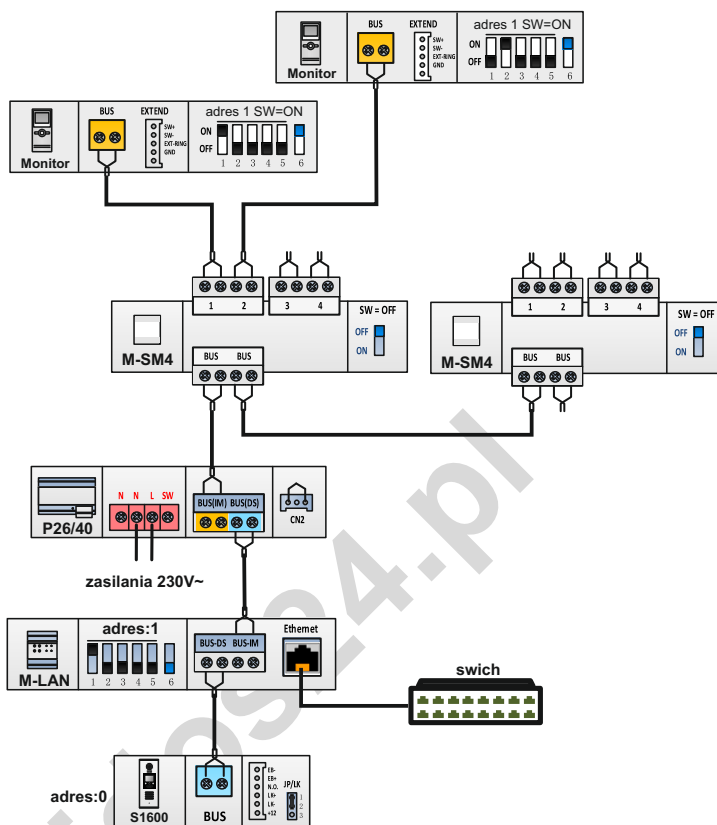 BUS EXTEND adres 1 SW=ON
SW+
SW-
EXT-RING
GND
ON
OFF
1 2 3 4 5 6
Monitor
BUS EXTEND adres 1 SW=ON
SW+
SW-
EXT-RING
GND
ON
OFF
1 2 3 4 5 6
Monitor
1 2 3 4
SW = OFF
OFF
ON
M-SM4
BUS BUS
1 2 3 4
SW = OFF
OFF
ON
M-SM4
BUS BUS
N N L SW
BUS(IM) BUS(DS)
CN2
P26/40
zasilania 230V~
adres:1
1 2 3 4 5 6
M-LAN
BUS-DS BUS-IM
Ethernet
swich
adres:0
S1600
BUS
EB-
EB+
N.O.
LK+
LK-
+12
JP/LK
1
2
3
ios24.pl